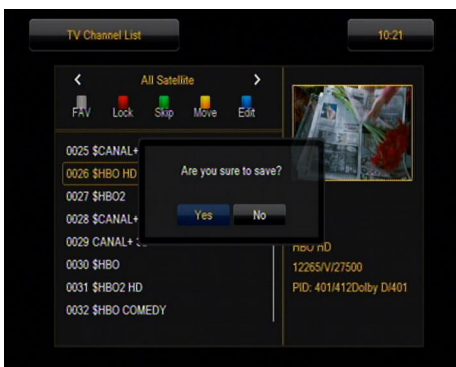 TV Channel List
10:21
All Satellite
FAV Lock Skip Move Edit
0025 $CANAL+
0026 $HBO HD
0027 $HBO2
0028 $CANAL+
0029 CANAL+
0030 $HBO
0031 $HBO2 HD
0032 $HBO COMEDY
Are you sure to save?
Yes No
HBO HD
12265/V/27500
PID: 401/412Dolby D/401